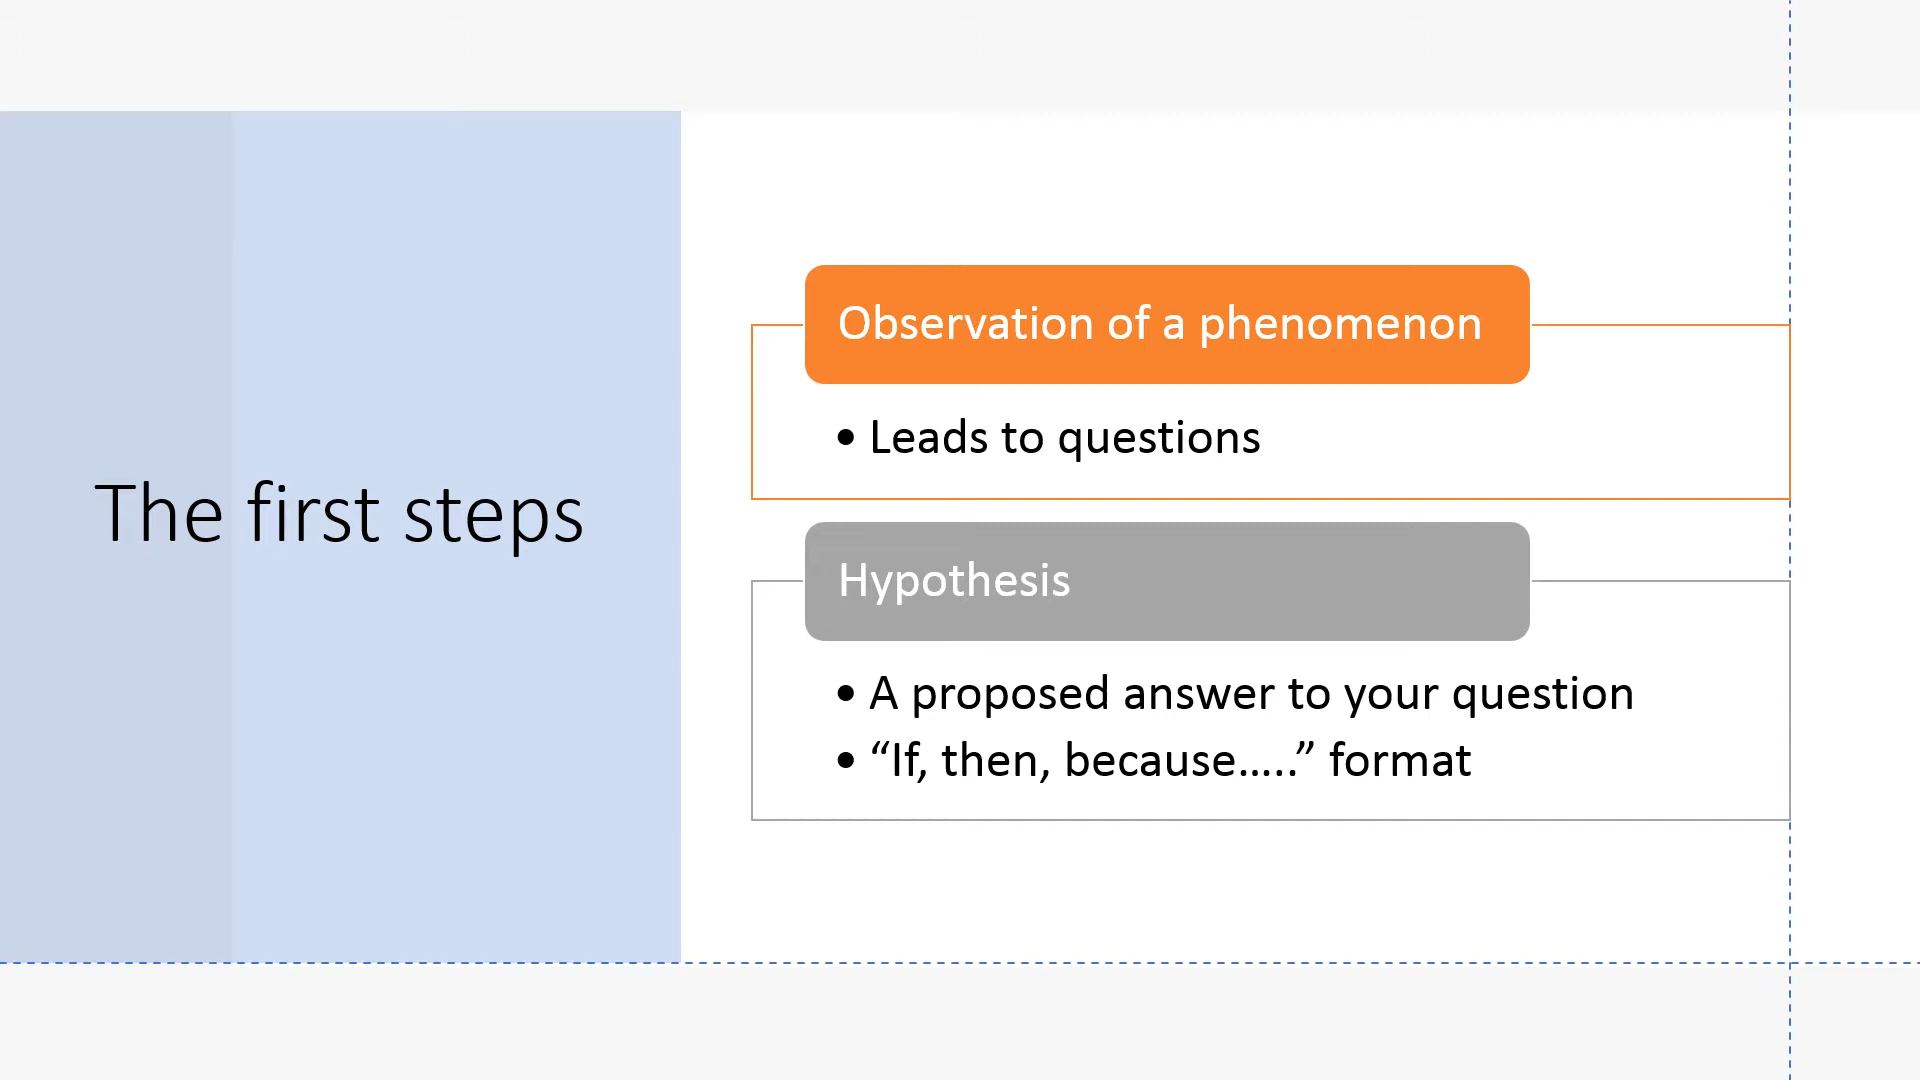 The first steps
Observation of a phenomenon
• Leads to questions
Hypothesis
• A proposed answer to your question
• “If, then, because…..” format